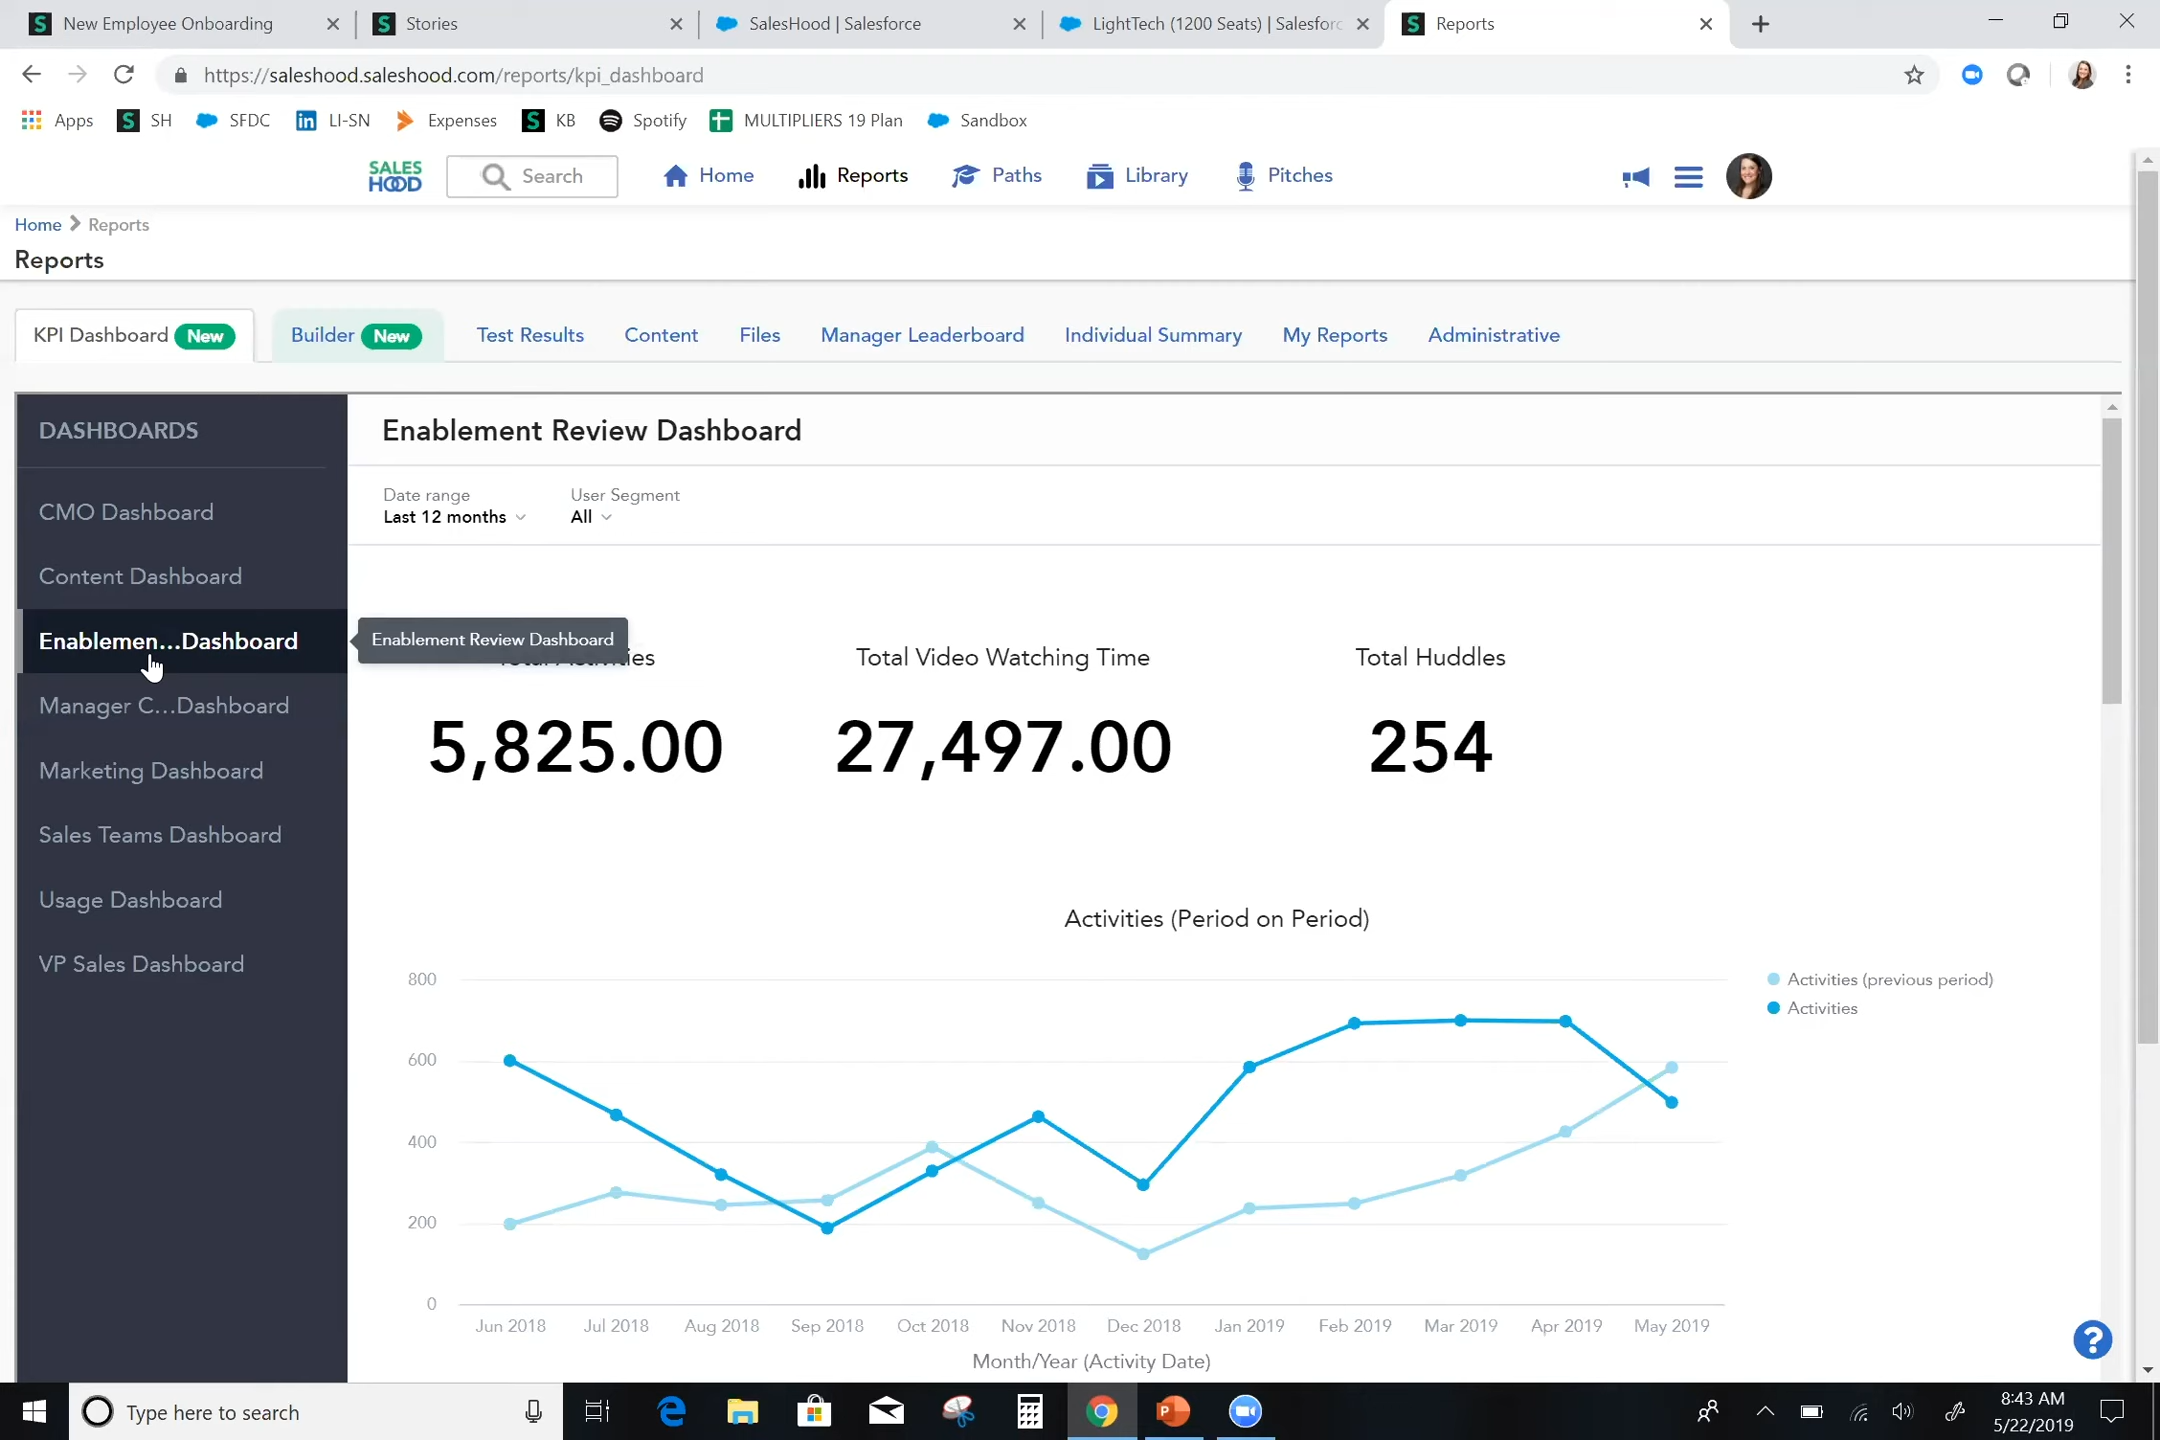 New Employee Onboarding
Stories
SalesHood | Salesforce
LightTech (1200 Seats) | Salesforc
Reports
https://saleshood.saleshood.com/reports/kpi_dashboard
Apps
SH
SFDC
LI-SN
Expenses
KB
Spotify
MULTIPLIERS 19 Plan
Sandbox
SALES
HOOD
Search
Home
Reports
Paths
Library
Pitches
Home
Reports
Reports
KPI Dashboard New
Builder New
Test Results
Content
Files
Manager Leaderboard
Individual Summary
My Reports
Administrative
DASHBOARDS
CMO Dashboard
Content Dashboard
Enablemen...Dashboard
Manager C...Dashboard
Marketing Dashboard
Sales Teams Dashboard
Usage Dashboard
VP Sales Dashboard
Enablement Review Dashboard
Date range
Last 12 months
User Segment
All
Enablement Review Dashboard
Total Activities
5,825.00
Total Video Watching Time
27,497.00
Total Huddles
254
Activities (Period on Period)
Activities (previous period)
Activities
800
600
400
200
0
Jun 2018
Jul 2018
Aug 2018
Sep 2018
Oct 2018
Nov 2018
Dec 2018
Jan 2019
Feb 2019
Mar 2019
Apr 2019
May 2019
Month/Year (Activity Date)
?
Type here to search
8:43 AM
5/22/2019